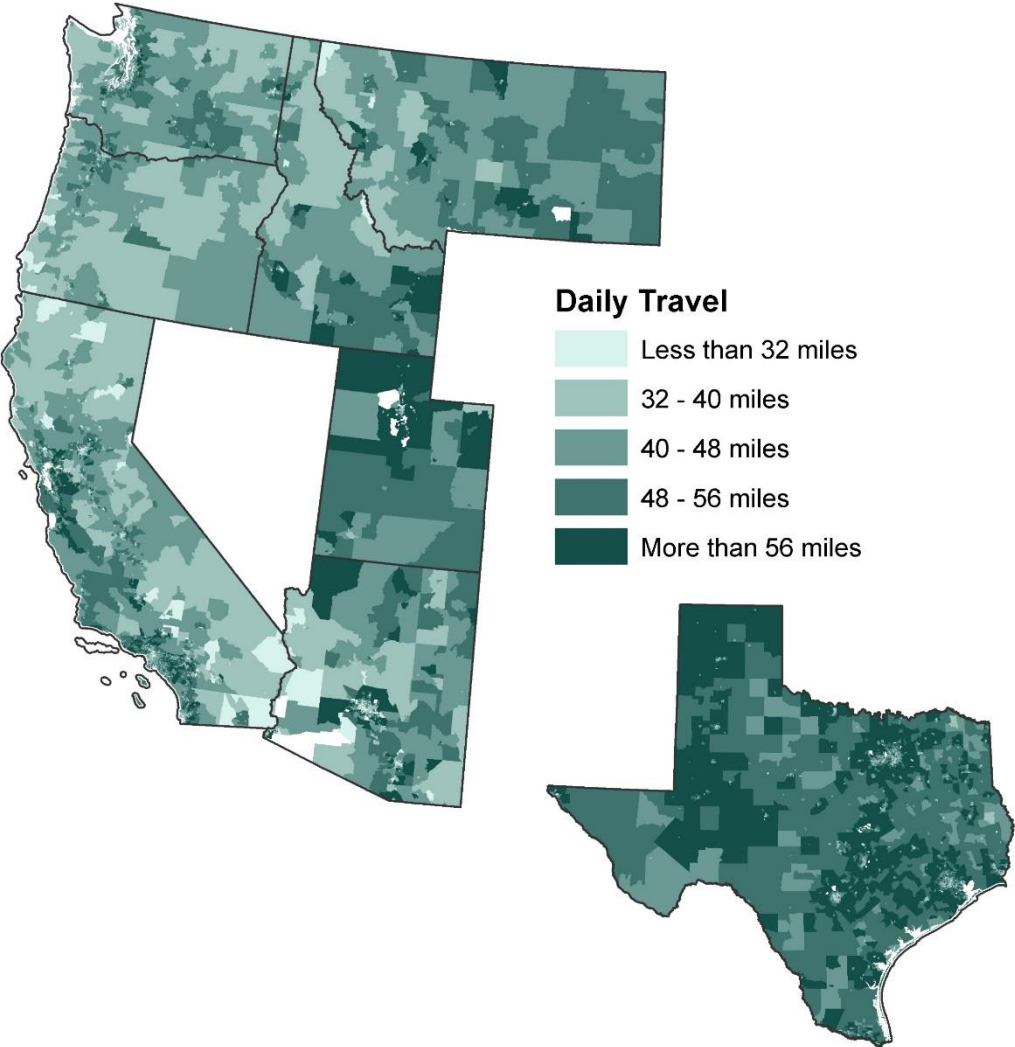 Daily Travel
Less than 32 miles
32 - 40 miles
40 - 48 miles
48 - 56 miles
More than 56 miles